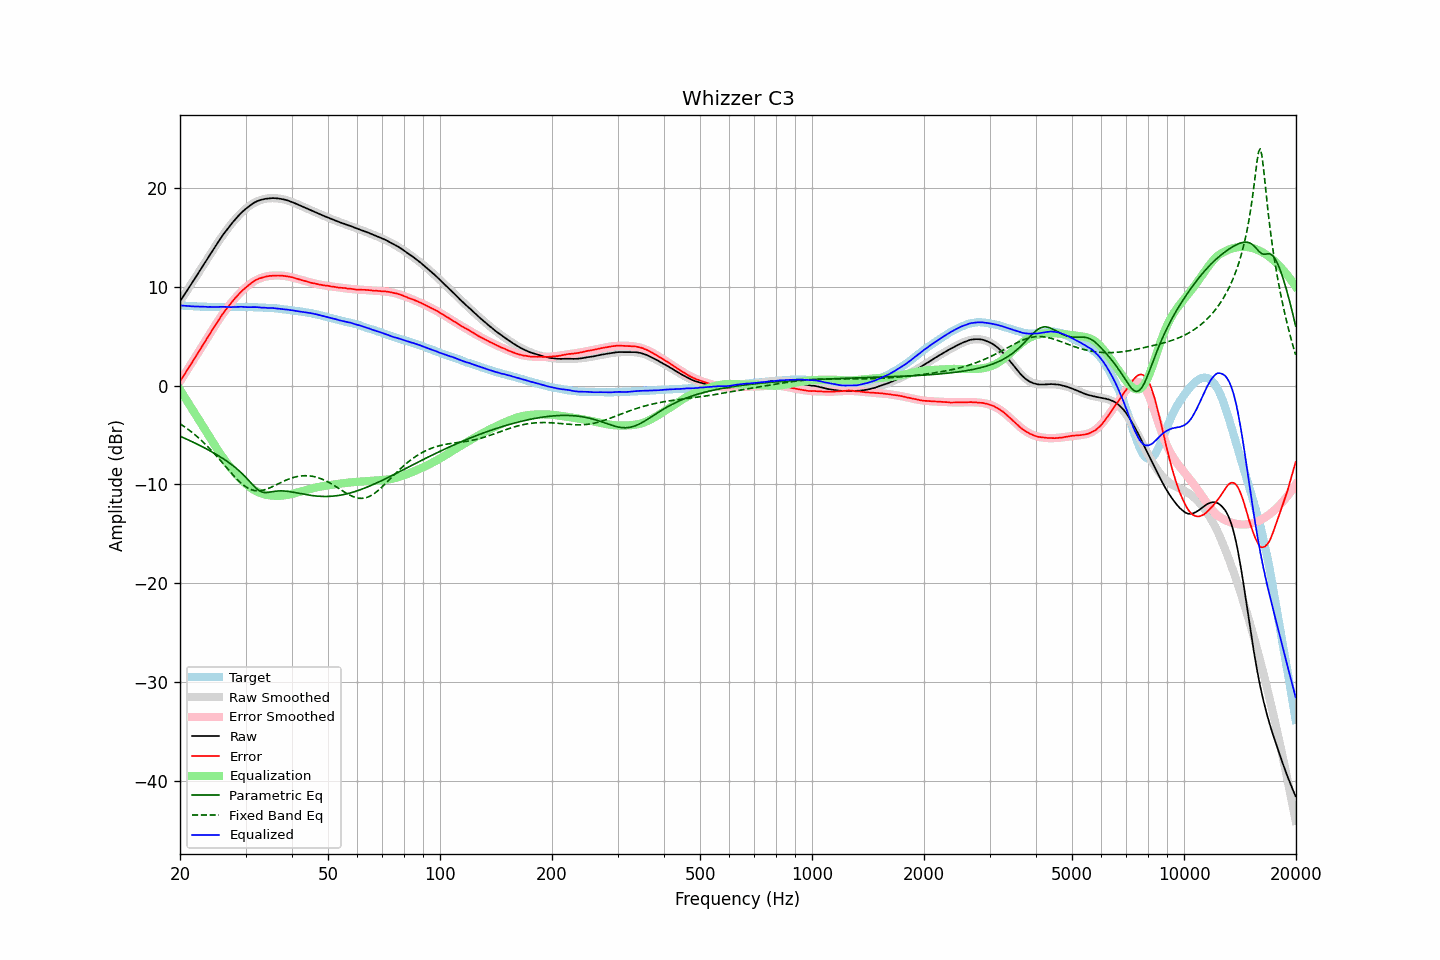 Whizzer C3
Amplitude (dBr)
20
10
0
−10
−20
−30
−40
Target
Raw Smoothed
Error Smoothed
Raw
Error
Equalization
Parametric Eq
Fixed Band Eq
Equalized
20 50 100 200 500 1000 2000 5000 10000 20000
Frequency (Hz)